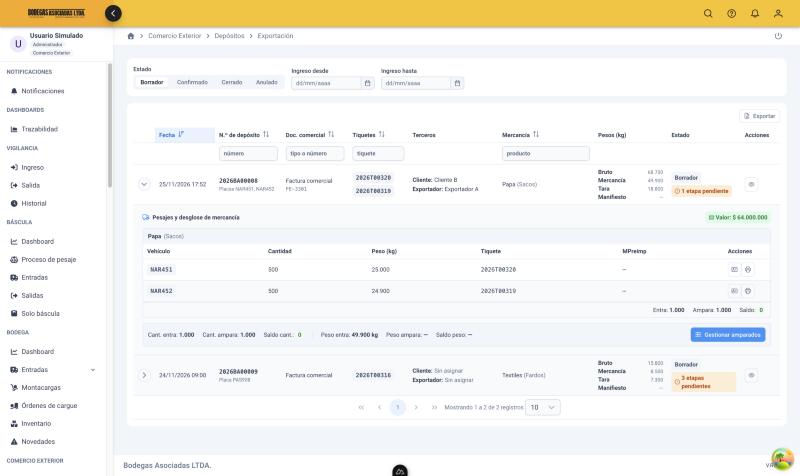 BODEGAS ASOCIADAS LTDA.
U
Usuario Simulado
Administrador
Comercio Exterior
NOTIFICACIONES
Notificaciones
DASHBOARDS
Trazabilidad
VIGILANCIA
Ingreso
Salida
Historial
BÁSCULA
Dashboard
Proceso de pesaje
Entradas
Salidas
Solo báscula
BODEGA
Dashboard
Entradas
Montacargas
Órdenes de cargue
Inventario
Novedades
COMERCIO EXTERIOR
Comercio Exterior > Depósitos > Exportación
Estado
Borrador Confirmado Cerrado Anulado
Ingreso desde
dd/mm/aaaa
Ingreso hasta
dd/mm/aaaa
Exportar
Fecha N.° de depósito Doc. comercial Tiquetes Terceros Mercancía Pesos (kg) Estado Acciones
número tipo o número tiquete producto
25/11/2026 17:52
2026BA00008
Placas NAR451, NAR452
Factura comercial
FE-3301
2026T00320
2026T00319
Cliente: Cliente B
Exportador: Exportador A
Papa (Sacos)
Bruto 68.700
Mercancía 49.900
Tara 18.800
Manifiesto —
Borrador
1 etapa pendiente
Pesajes y desglose de mercancía
Valor: $ 64.000.000
Papa (Sacos)
Vehículo Cantidad Peso (kg) Tiquete MPreimp Acciones
NAR451 500 25.000 2026T00320 —
NAR452 500 24.900 2026T00319 —
Entra: 1.000 Ampara: 1.000 Saldo: 0
Cant. entra: 1.000 Cant. ampara: 1.000 Saldo cant.: 0 Peso entra: 49.900 kg Peso ampara: — Saldo peso: —
Gestionar amparados
24/11/2026 09:00
2026BA00009
Factura comercial
2026T00316
Cliente: Sin asignar
Exportador: Sin asignar
Textiles (Fardos)
Bruto 15.800
Mercancía 8.500
Tara 7.300
Manifiesto —
Borrador
3 etapas
pendientes
« ‹ 1 › » Mostrando 1 a 2 de 2 registros 10
Bodegas Asociadas LTDA.